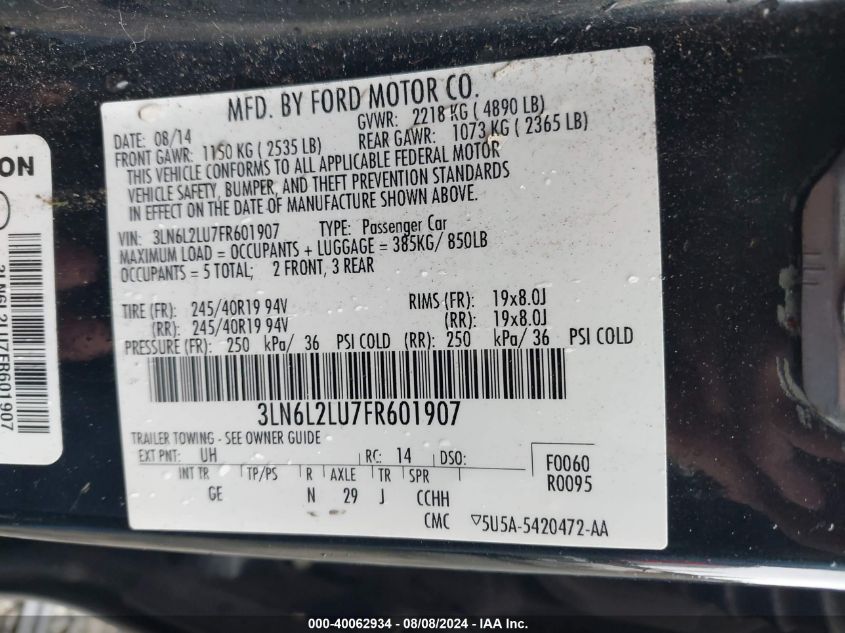 MFD. BY FORD MOTOR CO.
DATE: 08/14 GVWR: 2218 KG ( 4890 LB)
FRONT GAWR: 1150 KG ( 2535 LB) REAR GAWR: 1073 KG ( 2365 LB)
THIS VEHICLE CONFORMS TO ALL APPLICABLE FEDERAL MOTOR
VEHICLE SAFETY, BUMPER, AND THEFT PREVENTION STANDARDS
IN EFFECT ON THE DATE OF MANUFACTURE SHOWN ABOVE.
VIN: 3LN6L2LU7FR601907 TYPE: Passenger Car
MAXIMUM LOAD = OCCUPANTS + LUGGAGE = 385KG/ 850LB
OCCUPANTS = 5 TOTAL; 2 FRONT, 3 REAR
TIRE (FR): 245/40R19 94V RIMS (FR): 19x8.0J
(RR): 245/40R19 94V (RR): 19x8.0J
PRESSURE (FR): 250 kPa/ 36 PSI COLD (RR): 250 kPa/ 36 PSI COLD
3LN6L2LU7FR601907
TRAILER TOWING - SEE OWNER GUIDE
EXT PNT: UH RC: 14 DSO: F0060
INT TR TP/PS R AXLE TR SPR R0095
GE N 29 J CCHH
CMC ▽5U5A-5420472-AA
ON
3LN6L2LU7FR601907
000-40062934 - 08/08/2024 - IAA Inc.